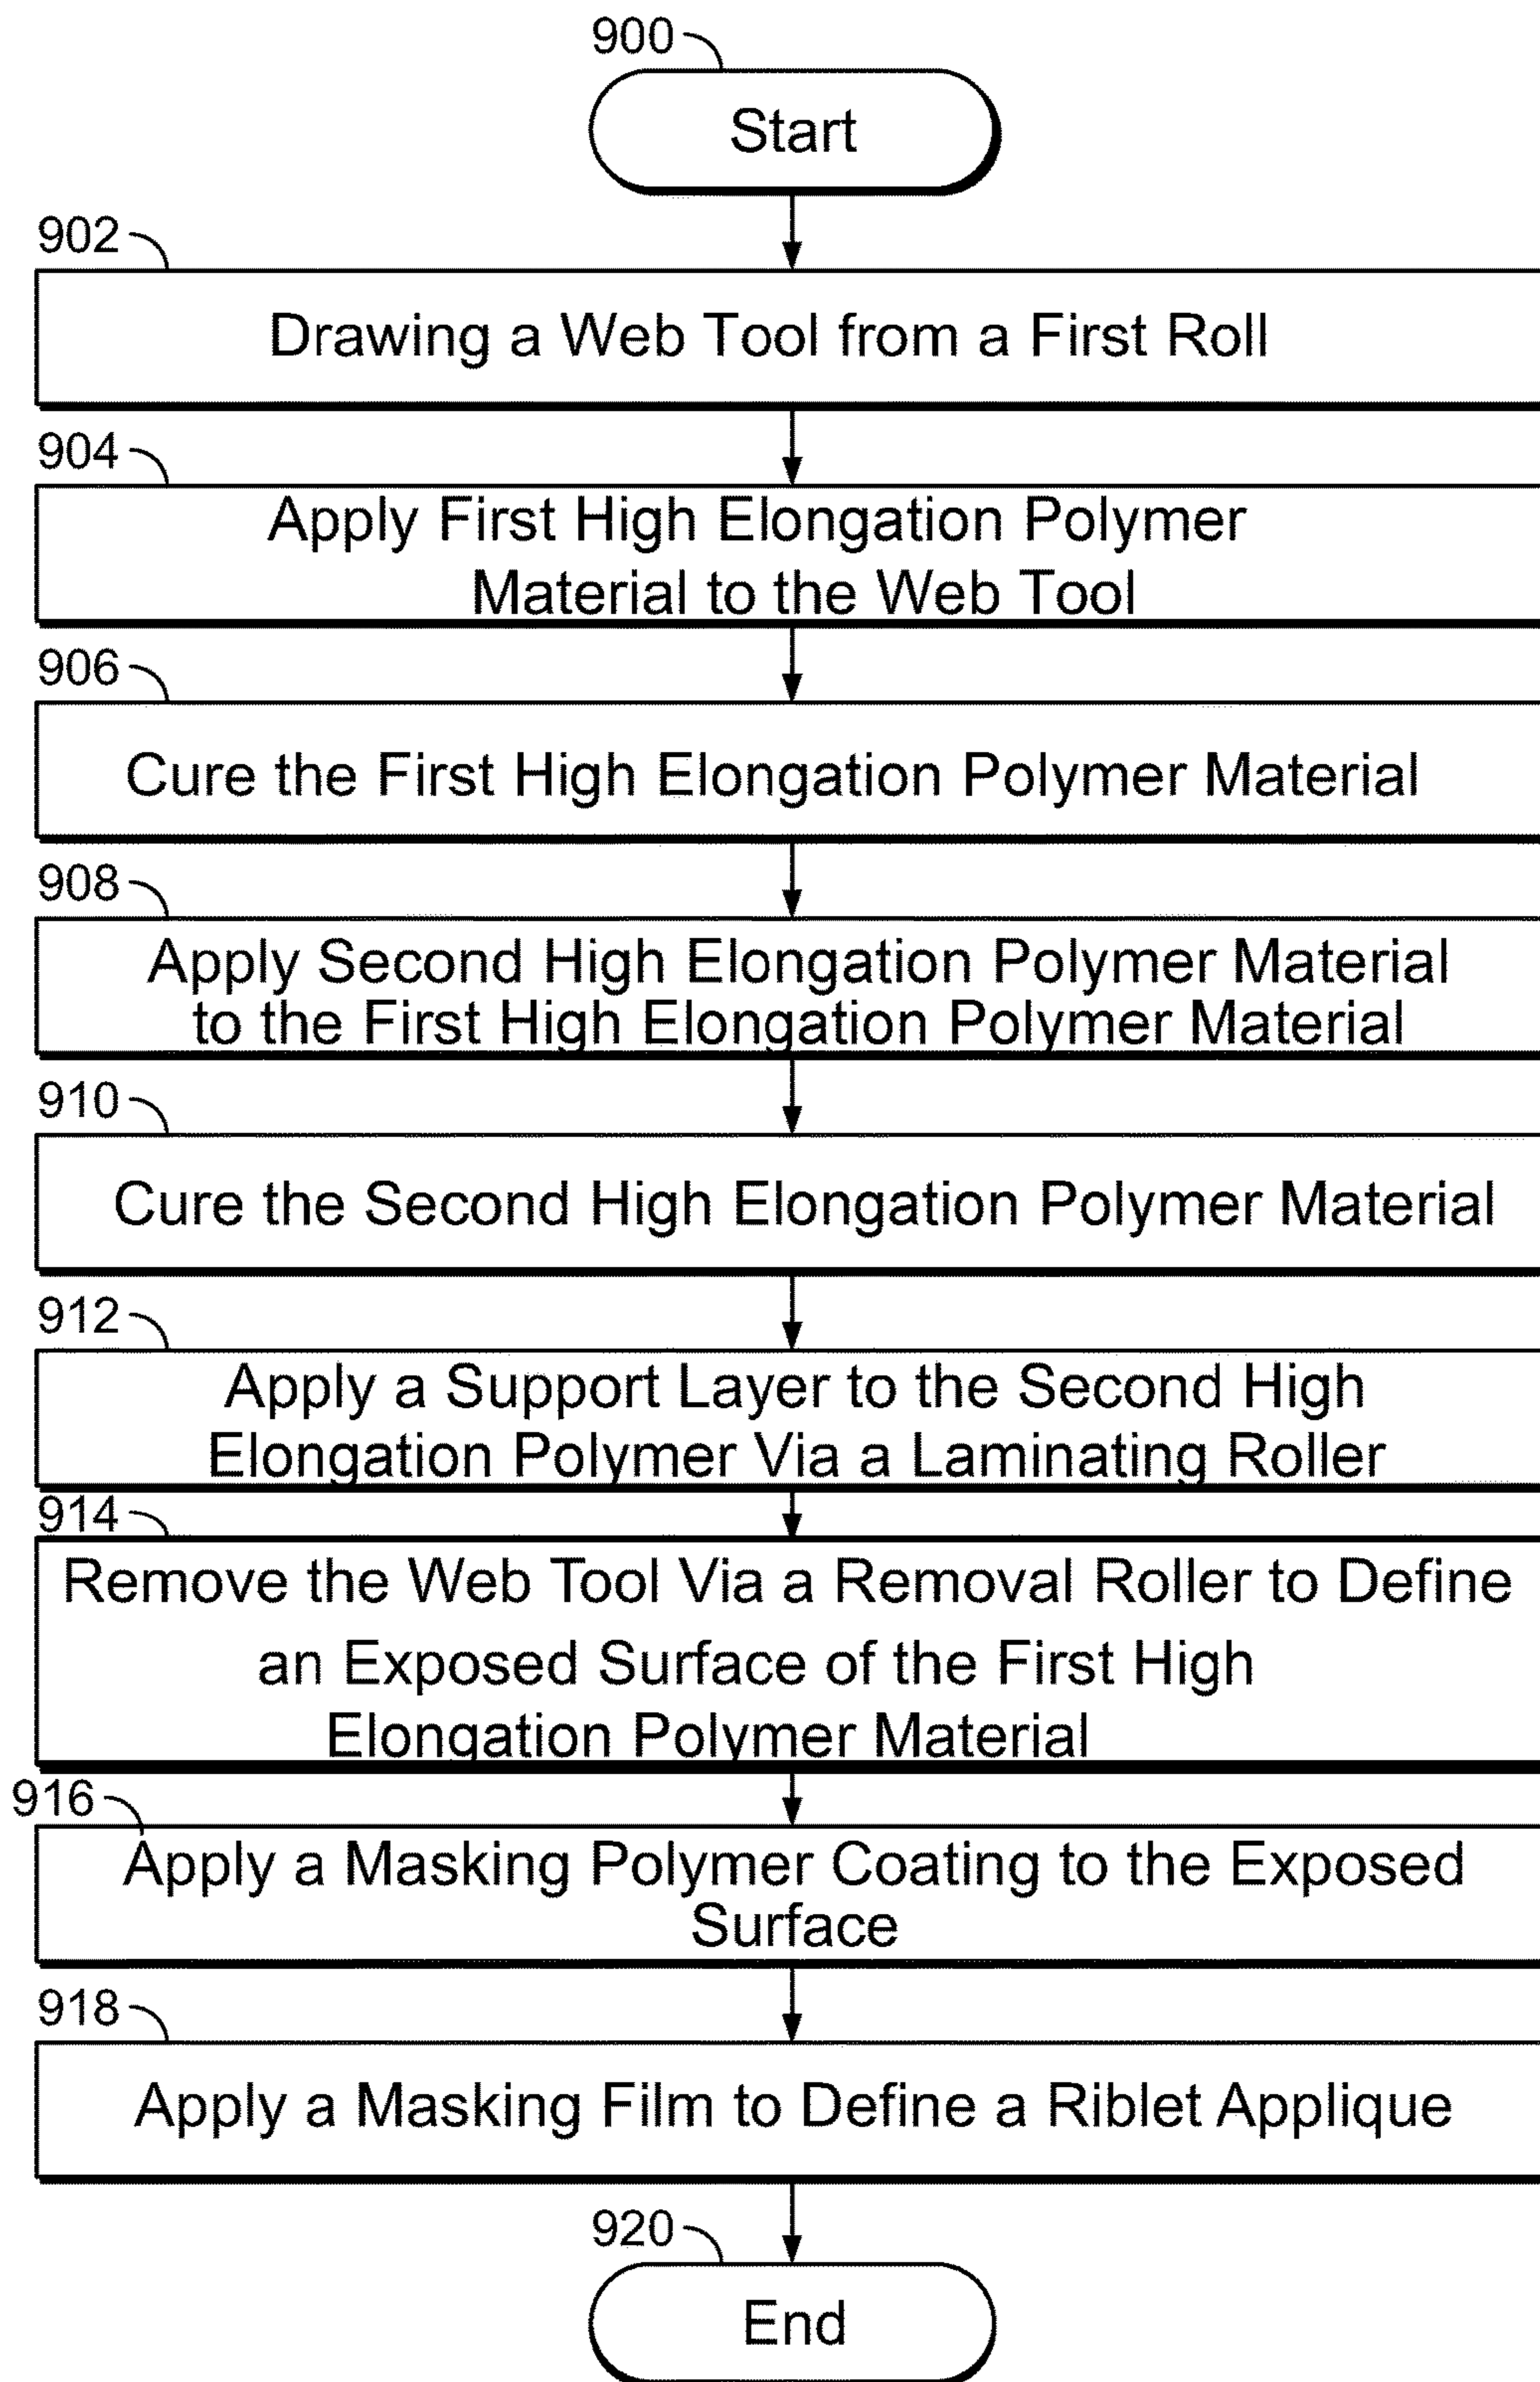 900
Start
902
Drawing a Web Tool from a First Roll
904
Apply First High Elongation Polymer
Material to the Web Tool
906
Cure the First High Elongation Polymer Material
908
Apply Second High Elongation Polymer Material
to the First High Elongation Polymer Material
910
Cure the Second High Elongation Polymer Material
912
Apply a Support Layer to the Second High
Elongation Polymer Via a Laminating Roller
914
Remove the Web Tool Via a Removal Roller to Define
an Exposed Surface of the First High
Elongation Polymer Material
916
Apply a Masking Polymer Coating to the Exposed
Surface
918
Apply a Masking Film to Define a Riblet Applique
920
End